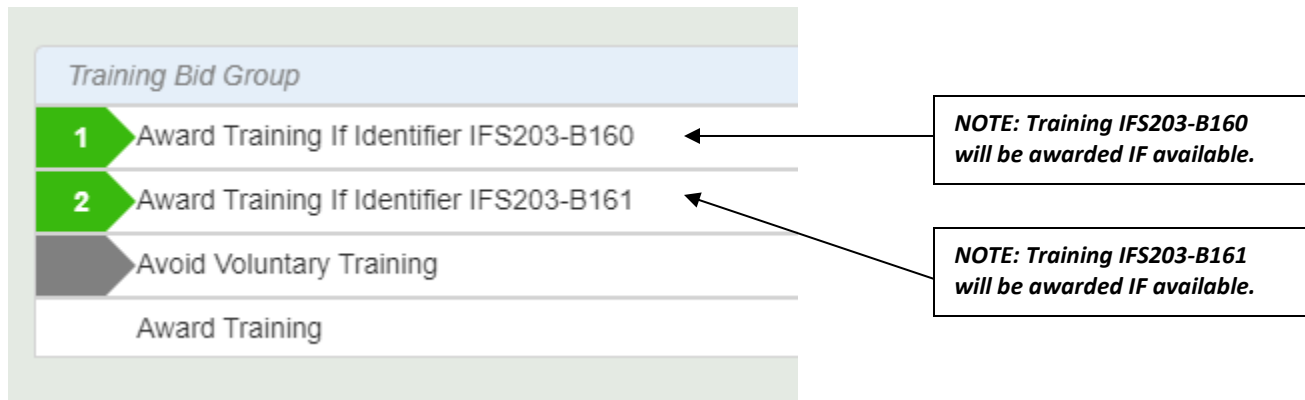 Training Bid Group
1 Award Training If Identifier IFS203-B160
2 Award Training If Identifier IFS203-B161
Avoid Voluntary Training
Award Training
NOTE: Training IFS203-B160
will be awarded IF available.
NOTE: Training IFS203-B161
will be awarded IF available.